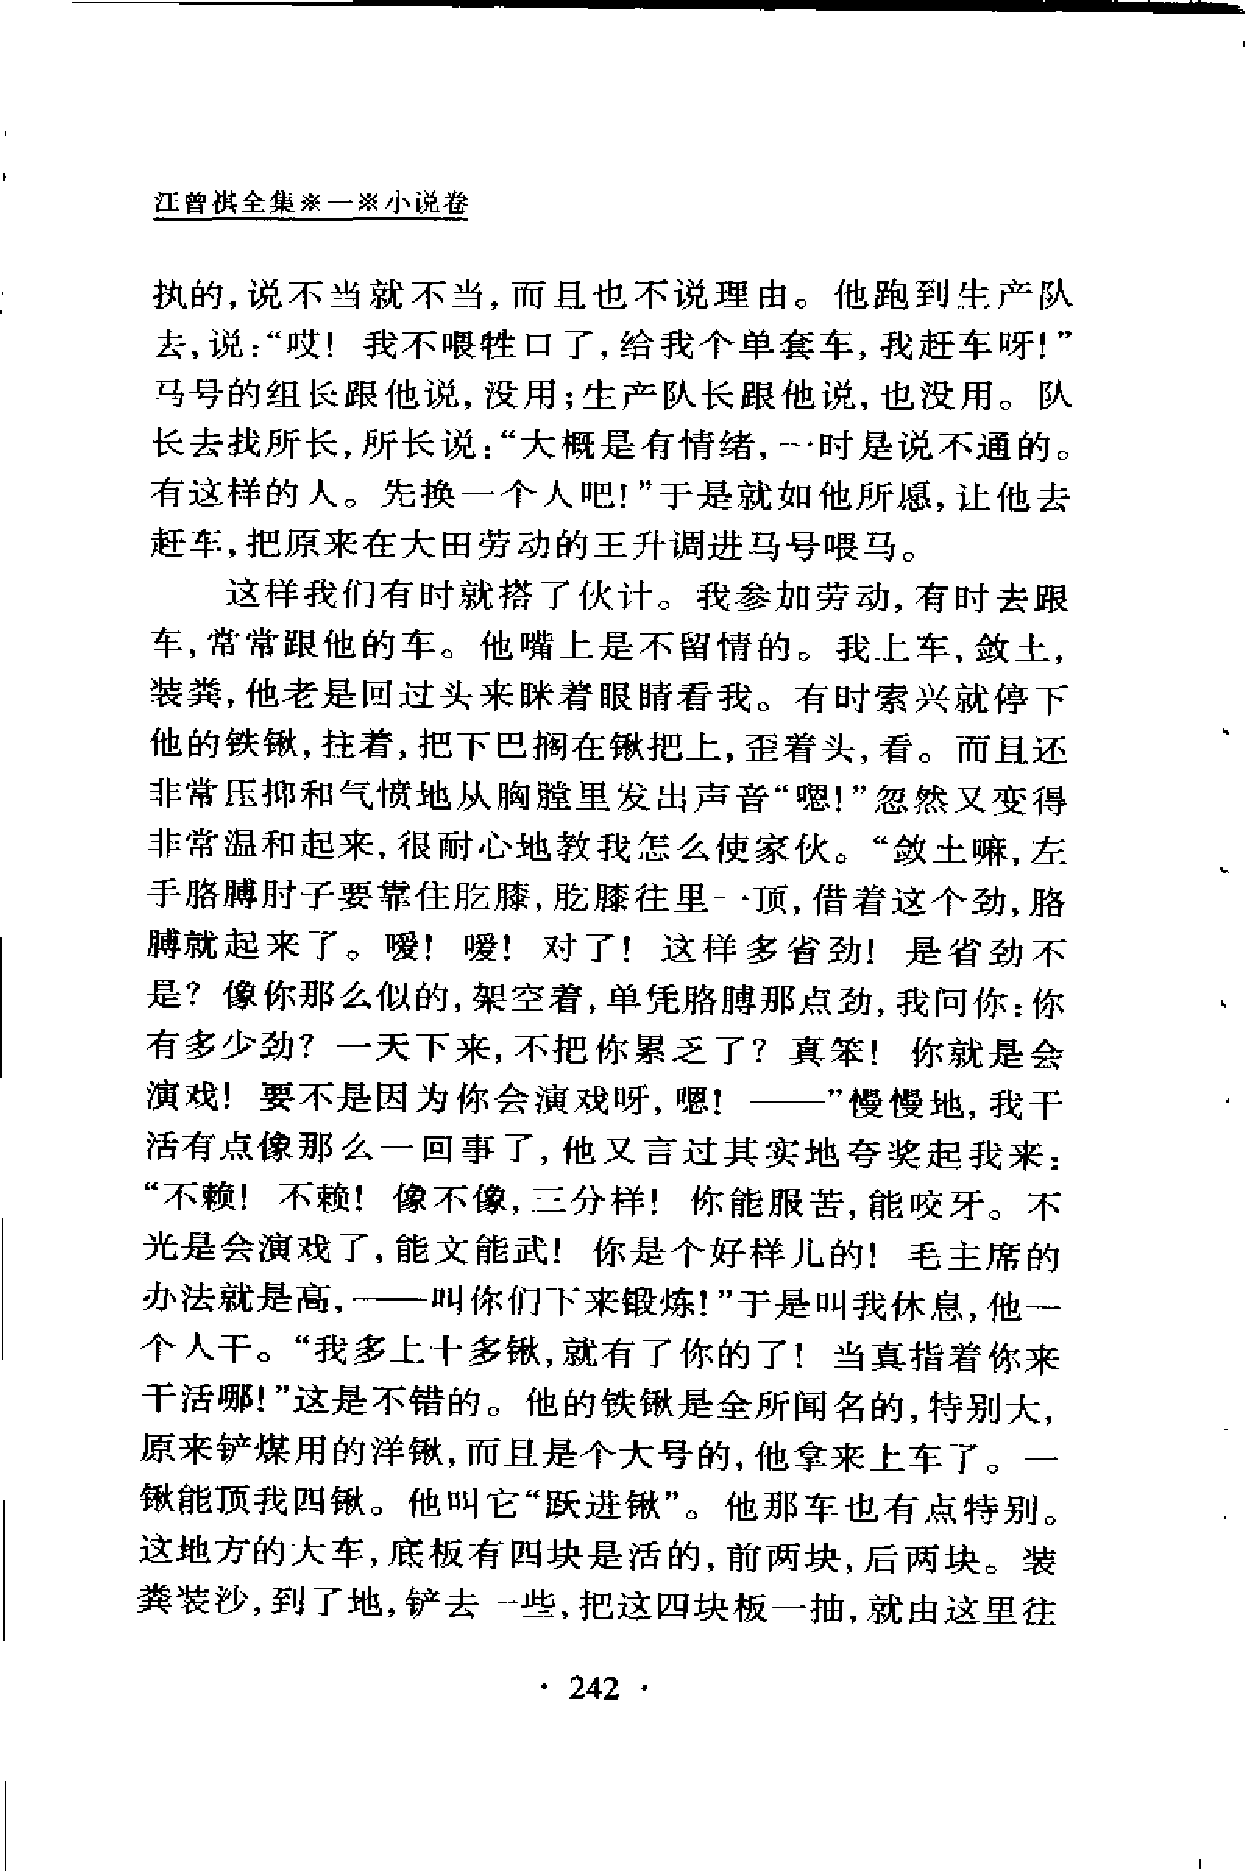 汪曾祺全集※一※小说卷
执的,说不当就不当,而且也不说理由。他跑到生产队
去,说:“哎! 我不喂牲口了,给我个单套车,我赶车呀!”
马号的组长跟他说,没用;生产队长跟他说,也没用。队
长去找所长,所长说:“大概是有情绪,一时是说不通的。
有这样的人。先换一个人吧!”于是就如他所愿,让他去
赶车,把原来在大田劳动的王升调进马号喂马。
这样我们有时就搭了伙计。我参加劳动,有时去跟
车,常常跟他的车。他嘴上是不留情的。我上车,敛土,
装粪,他老是回过头来眯着眼睛看我。有时索兴就停下
他的铁锹,拄着,把下巴搁在锹把上,歪着头,看。而且还
非常压抑和气愤地从胸膛里发出声音“嗯!”忽然又变得
非常温和起来,很耐心地教我怎么使家伙。“敛土嘛,左
手胳膊肘子要靠住肐膝,肐膝往里一顶,借着这个劲,胳
膊就起来了。嗳! 嗳! 对了! 这样多省劲! 是省劲不
是? 像你那么似的,架空着,单凭胳膊那点劲,我问你:你
有多少劲? 一天下来,不把你累乏了? 真笨! 你就是会
演戏! 要不是因为你会演戏呀,嗯! ——”慢慢地,我干
活有点像那么一回事了,他又言过其实地夸奖起我来:
“不赖! 不赖! 像不像,三分样! 你能服苦,能咬牙。不
光是会演戏了,能文能武! 你是个好样儿的! 毛主席的
办法就是高,——叫你们下来锻炼!”于是叫我休息,他一
个人干。“我多上十多锹,就有了你的了! 当真指着你来
干活哪!”这是不错的。他的铁锹是全所闻名的,特别大,
原来铲煤用的洋锹,而且是个大号的,他拿来上车了。一
锹能顶我四锹。他叫它“跃进锹”。他那车也有点特别。
这地方的大车,底板有四块是活的,前两块,后两块。装
粪装沙,到了地,铲去一些,把这四块板一抽,就由这里往
· 242 ·